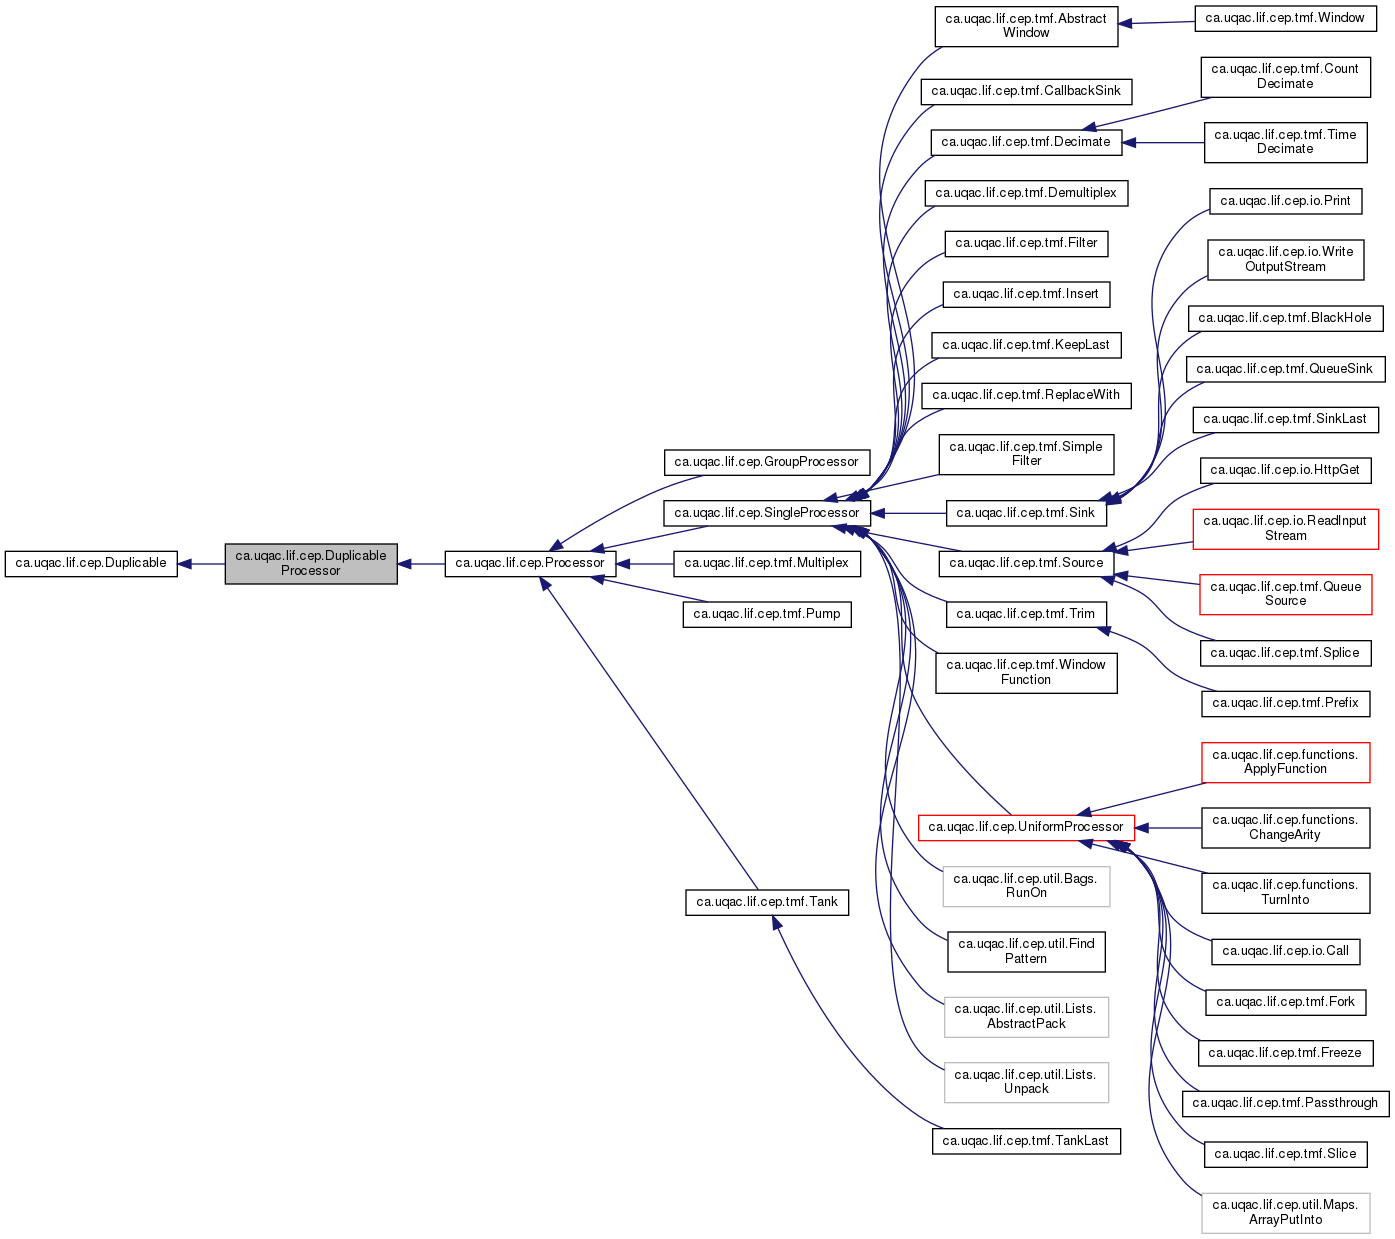 ca.uqac.lif.cep.Duplicable
ca.uqac.lif.cep.Duplicable
Processor
ca.uqac.lif.cep.Processor
ca.uqac.lif.cep.GroupProcessor
ca.uqac.lif.cep.SingleProcessor
ca.uqac.lif.cep.tmf.Multiplex
ca.uqac.lif.cep.tmf.Pump
ca.uqac.lif.cep.tmf.Tank
ca.uqac.lif.cep.tmf.Abstract
Window
ca.uqac.lif.cep.tmf.CallbackSink
ca.uqac.lif.cep.tmf.Decimate
ca.uqac.lif.cep.tmf.Demultiplex
ca.uqac.lif.cep.tmf.Filter
ca.uqac.lif.cep.tmf.Insert
ca.uqac.lif.cep.tmf.KeepLast
ca.uqac.lif.cep.tmf.ReplaceWith
ca.uqac.lif.cep.tmf.Simple
Filter
ca.uqac.lif.cep.tmf.Sink
ca.uqac.lif.cep.tmf.Source
ca.uqac.lif.cep.tmf.Trim
ca.uqac.lif.cep.tmf.Window
Function
ca.uqac.lif.cep.UniformProcessor
ca.uqac.lif.cep.util.Bags.
RunOn
ca.uqac.lif.cep.util.Find
Pattern
ca.uqac.lif.cep.util.Lists.
AbstractPack
ca.uqac.lif.cep.util.Lists.
Unpack
ca.uqac.lif.cep.tmf.TankLast
ca.uqac.lif.cep.tmf.Window
ca.uqac.lif.cep.tmf.Count
Decimate
ca.uqac.lif.cep.tmf.Time
Decimate
ca.uqac.lif.cep.io.Print
ca.uqac.lif.cep.io.Write
OutputStream
ca.uqac.lif.cep.tmf.BlackHole
ca.uqac.lif.cep.tmf.QueueSink
ca.uqac.lif.cep.tmf.SinkLast
ca.uqac.lif.cep.io.HttpGet
ca.uqac.lif.cep.io.ReadInput
Stream
ca.uqac.lif.cep.tmf.Queue
Source
ca.uqac.lif.cep.tmf.Splice
ca.uqac.lif.cep.tmf.Prefix
ca.uqac.lif.cep.functions.
ApplyFunction
ca.uqac.lif.cep.functions.
ChangeArity
ca.uqac.lif.cep.functions.
TurnInto
ca.uqac.lif.cep.io.Call
ca.uqac.lif.cep.tmf.Fork
ca.uqac.lif.cep.tmf.Freeze
ca.uqac.lif.cep.tmf.Passthrough
ca.uqac.lif.cep.tmf.Slice
ca.uqac.lif.cep.util.Maps.
ArrayPutInto